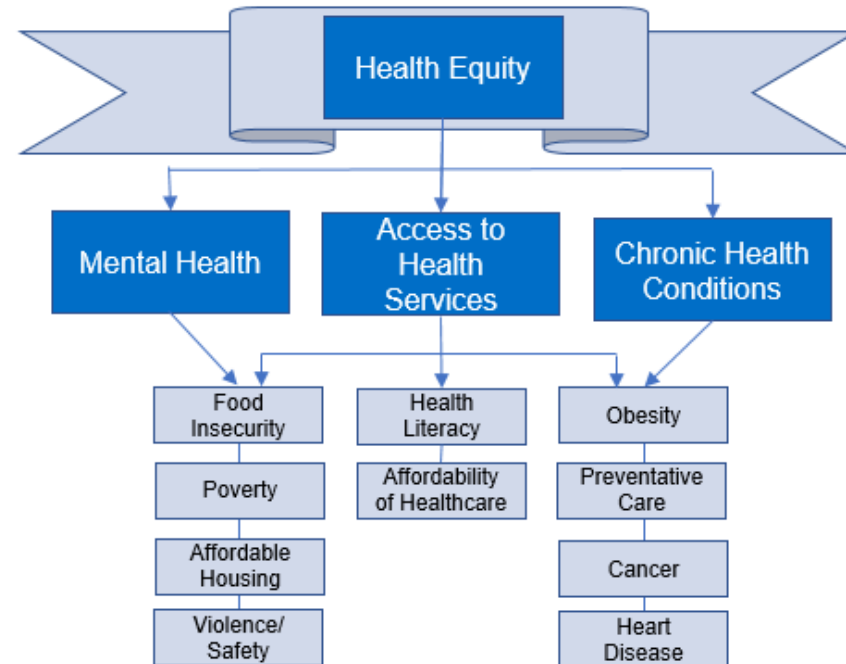 Health Equity
Mental Health
Access to
Health
Services
Chronic Health
Conditions
Food
Insecurity
Health
Literacy
Obesity
Poverty
Affordability
of Healthcare
Preventative
Care
Affordable
Housing
Cancer
Violence/
Safety
Heart
Disease